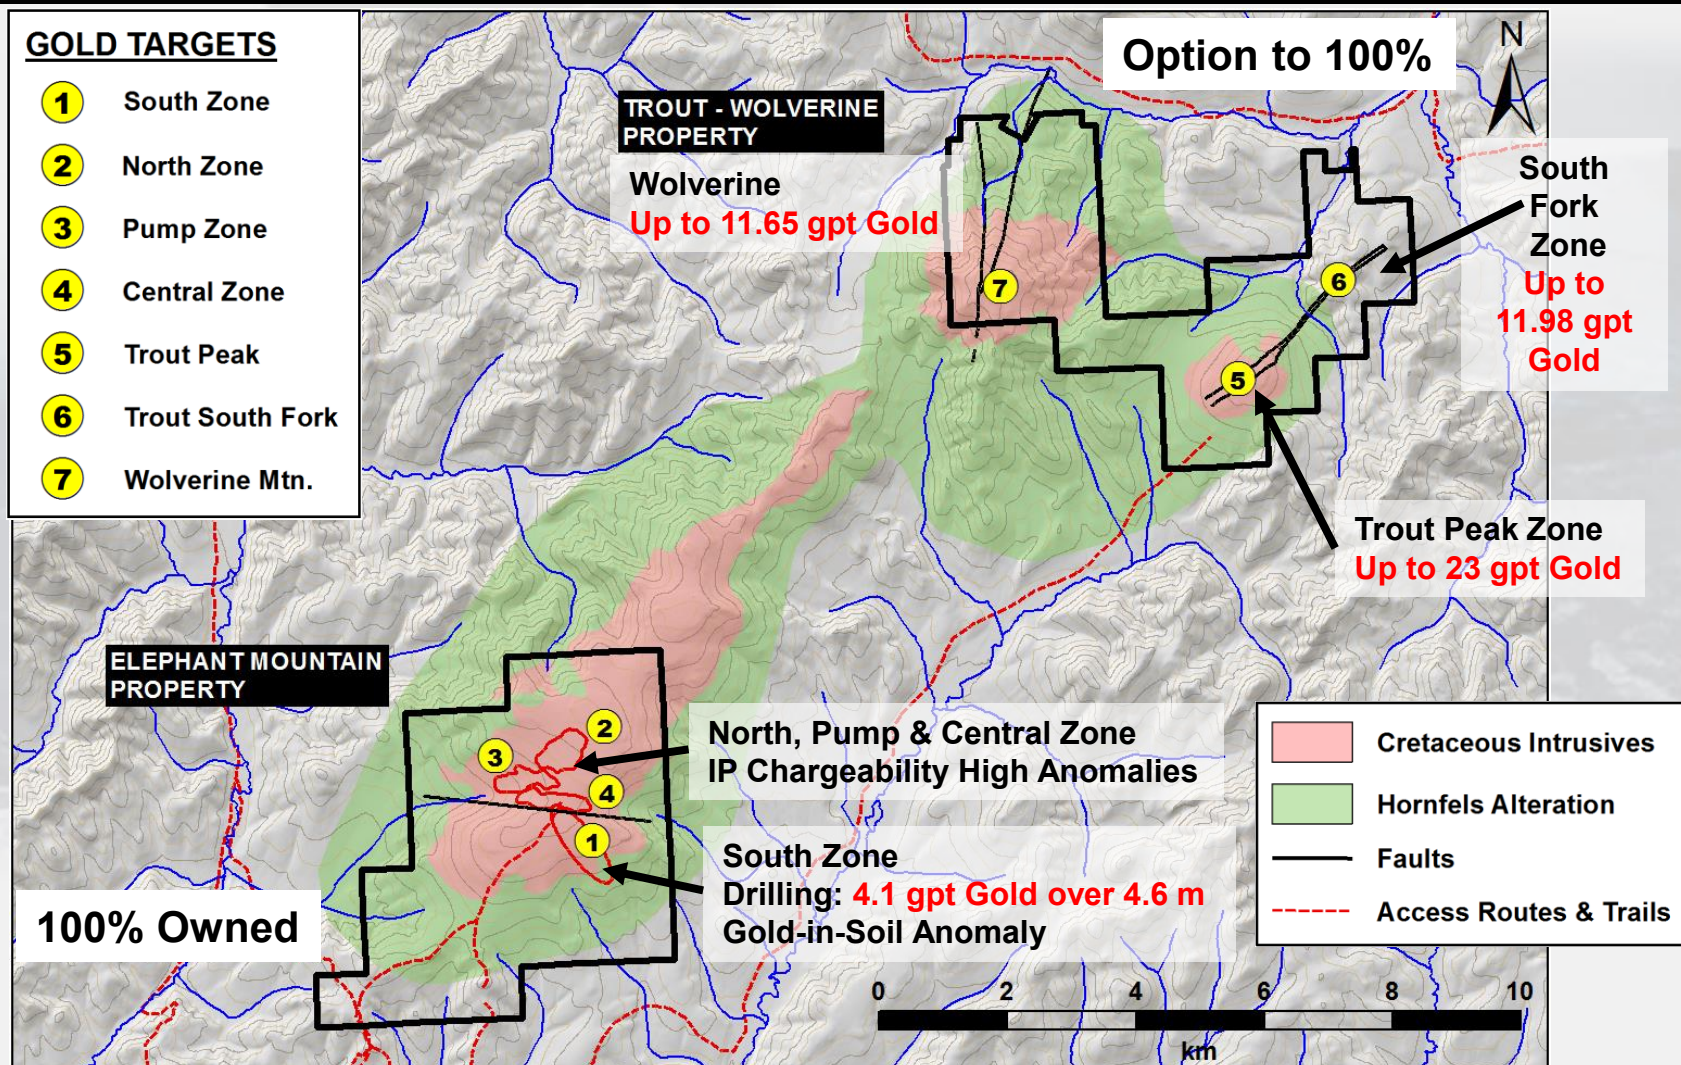 GOLD TARGETS
1 South Zone
2 North Zone
3 Pump Zone
4 Central Zone
5 Trout Peak
6 Trout South Fork
7 Wolverine Mtn.
Option to 100%
N
TROUT - WOLVERINE
PROPERTY
Wolverine
Up to 11.65 gpt Gold
South
Fork
Zone
Up to
11.98 gpt
Gold
7
6
5
Trout Peak Zone
Up to 23 gpt Gold
ELEPHANT MOUNTAIN
PROPERTY
2
3
4
1
North, Pump & Central Zone
IP Chargeability High Anomalies
South Zone
Drilling: 4.1 gpt Gold over 4.6 m
Gold-in-Soil Anomaly
100% Owned
Cretaceous Intrusives
Hornfels Alteration
Faults
Access Routes & Trails
0 2 4 6 8 10
km